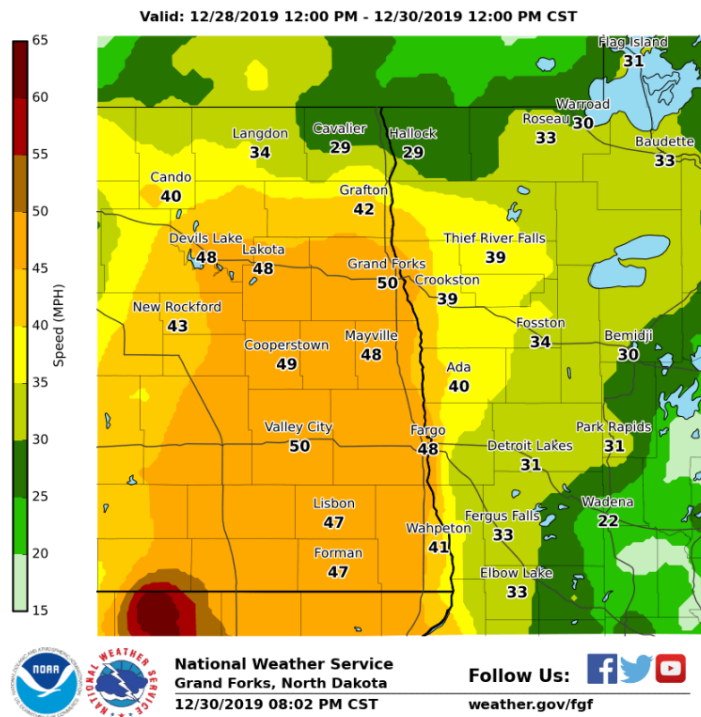 Valid: 12/28/2019 12:00 PM - 12/30/2019 12:00 PM CST
65
60
55
50
45
40
35
30
25
20
15
Speed (MPH)
Flag Island
31
Warroad
30
Roseau
33
Baudette
33
Langdon
34
Cavalier
29
Hallock
29
Cando
40
Grafton
42
Devils Lake
48
Lakota
48
Thief River Falls
39
Grand Forks
50
Crookston
39
New Rockford
43
Cooperstown
49
Mayville
48
Fosston
34
Bemidji
30
Ada
40
Valley City
50
Fargo
48
Detroit Lakes
31
Park Rapids
31
Lisbon
47
Wahpeton
41
Fergus Falls
33
Wadena
22
Forman
47
Elbow Lake
33
NOAA
NATIONAL WEATHER SERVICE
National Weather Service
Grand Forks, North Dakota
12/30/2019 08:02 PM CST
Follow Us:
weather.gov/fgf